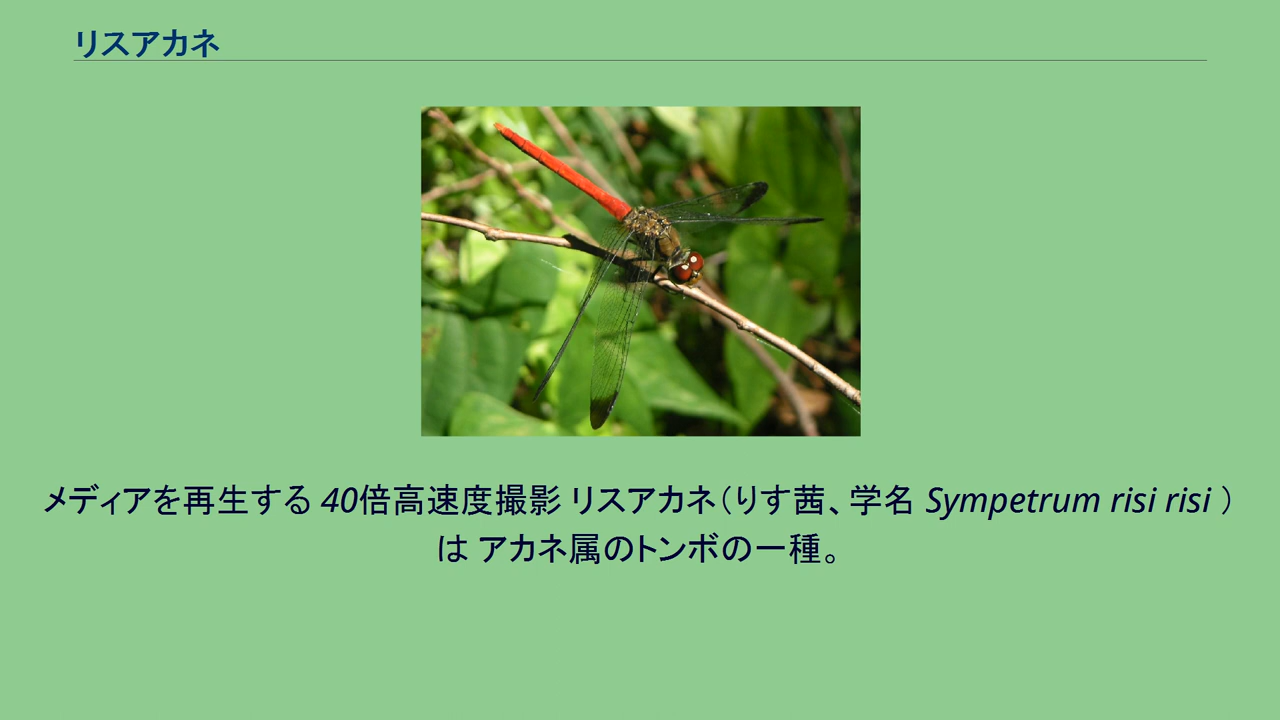 リスアカネ
メディアを再生する 40倍高速度撮影 リスアカネ（りす茜、学名 Sympetrum risi risi ）
は アカネ属のトンボの一種。